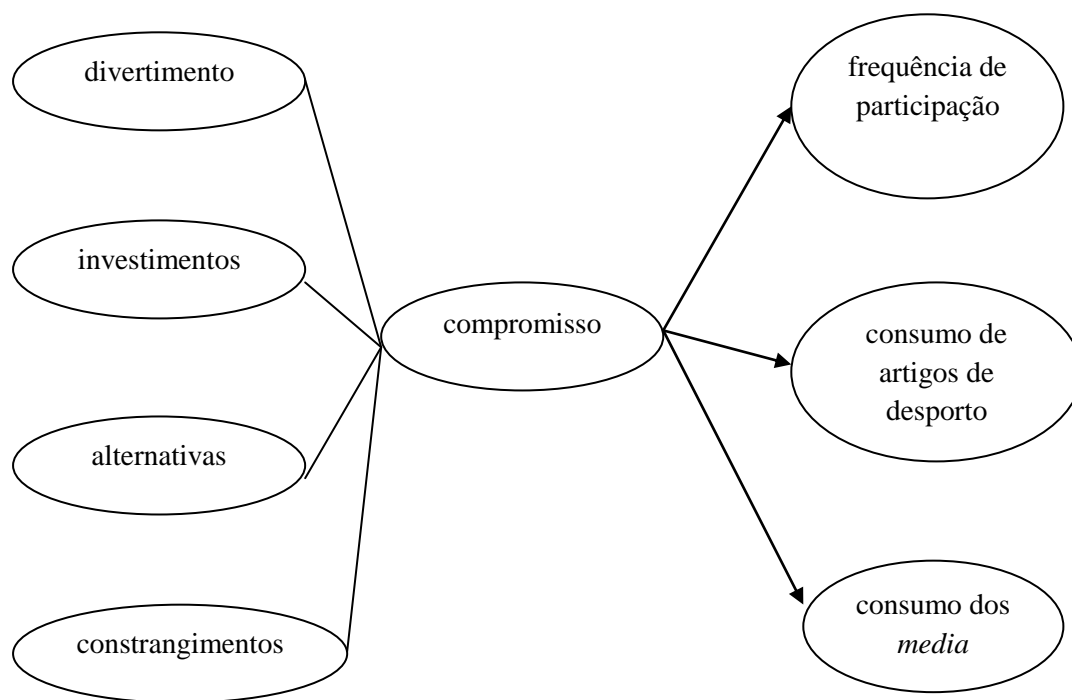 divertimento
investimentos
alternativas
constrangimentos
compromisso
frequência de
participação
consumo de
artigos de
desporto
consumo dos
media